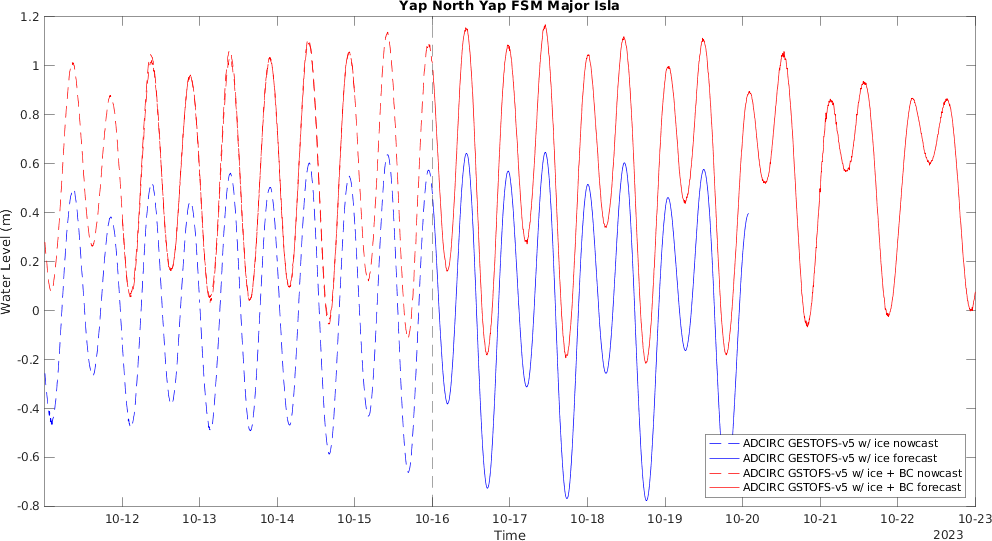 Yap North Yap FSM Major Isla
1.2
1
0.8
0.6
0.4
0.2
0
-0.2
-0.4
-0.6
-0.8
Water Level (m)
10-12 10-13 10-14 10-15 10-16 10-17 10-18 10-19 10-20 10-21 10-22 10-23
Time
2023
ADCIRC GESTOFS-v5 w/ ice nowcast
ADCIRC GESTOFS-v5 w/ ice forecast
ADCIRC GSTOFS-v5 w/ ice + BC nowcast
ADCIRC GSTOFS-v5 w/ ice + BC forecast